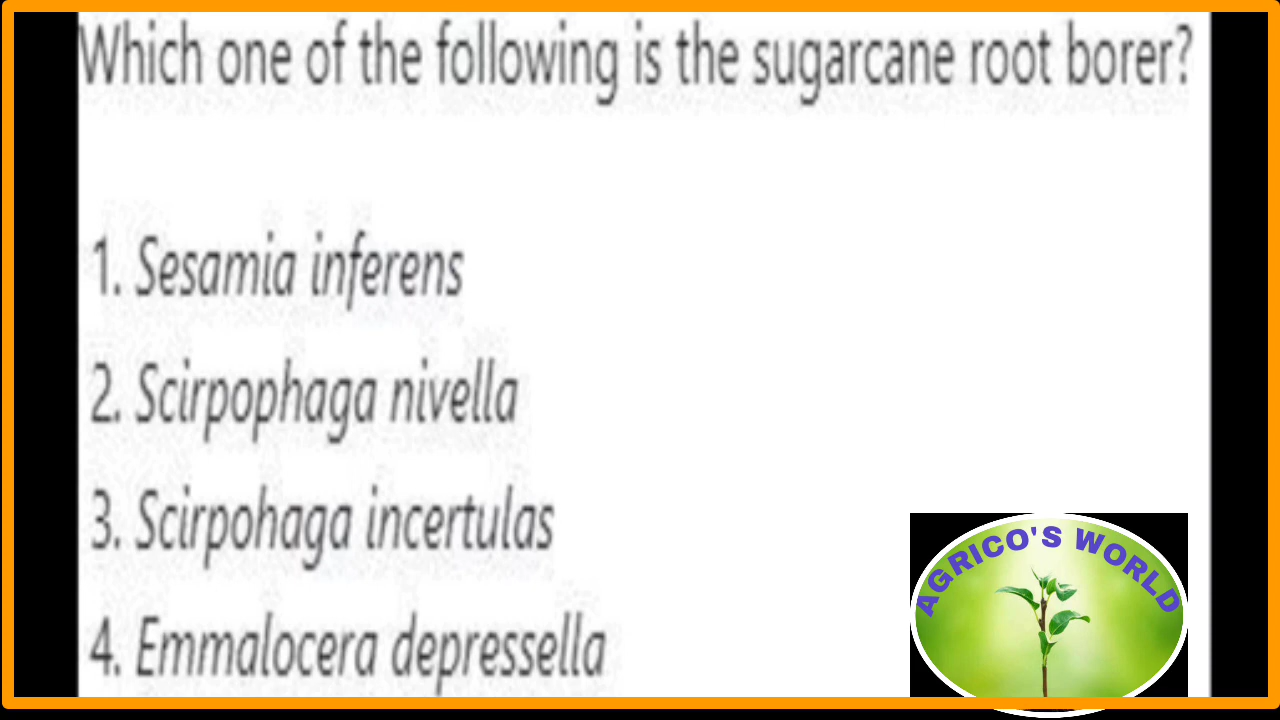 Which one of the following is the sugarcane root borer?
1. Sesamia inferens
2. Scirpophaga nivella
3. Scirpohaga incertulas
4. Emmalocera depressella
AGRICO'S WORLD